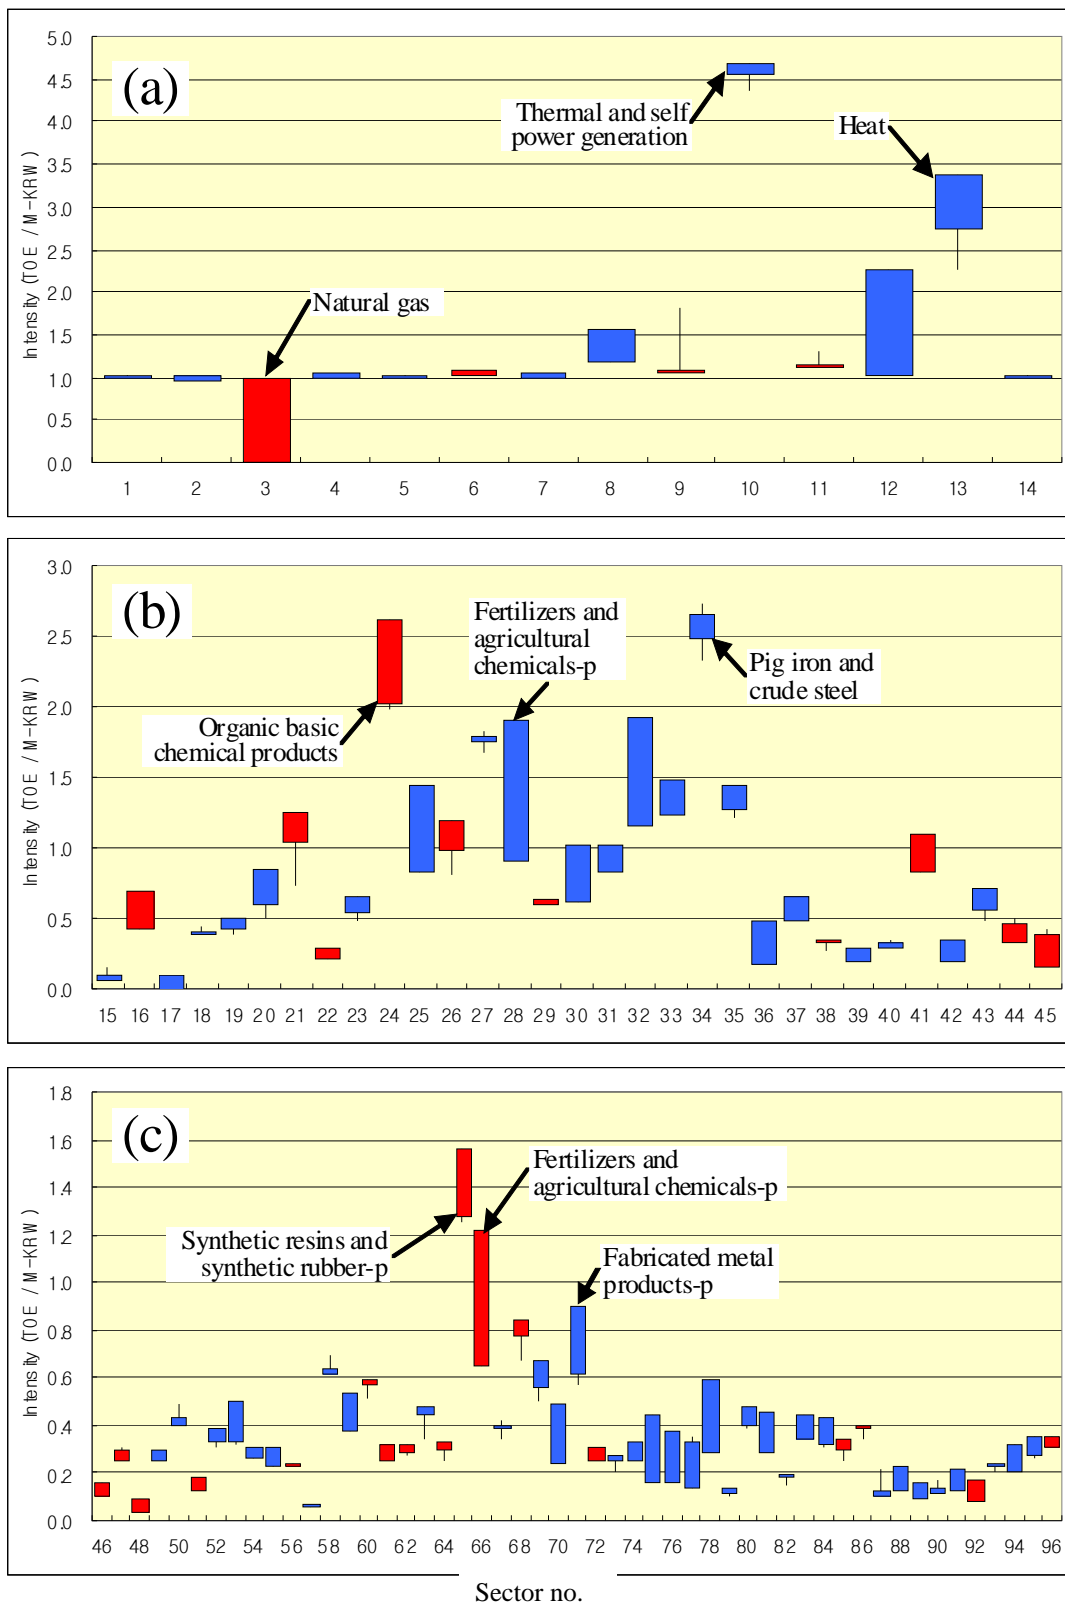 (a)
5.0
4.5
4.0
3.5
3.0
2.5
2.0
1.5
1.0
0.5
0.0
Intensity (TOE / M-KRW)
Thermal and self
power generation
Heat
Natural gas
1 2 3 4 5 6 7 8 9 10 11 12 13 14
(b)
3.0
2.5
2.0
1.5
1.0
0.5
0.0
Intensity (TOE / M-KRW)
Fertilizers and
agricultural
chemicals-p
Pig iron and
crude steel
Organic basic
chemical products
15 16 17 18 19 20 21 22 23 24 25 26 27 28 29 30 31 32 33 34 35 36 37 38 39 40 41 42 43 44 45
(c)
1.8
1.6
1.4
1.2
1.0
0.8
0.6
0.4
0.2
0.0
Intensity (TOE / M-KRW)
Fertilizers and
agricultural chemicals-p
Synthetic resins and
synthetic rubber-p
Fabricated metal
products-p
46 48 50 52 54 56 58 60 62 64 66 68 70 72 74 76 78 80 82 84 86 88 90 92 94 96
Sector no.